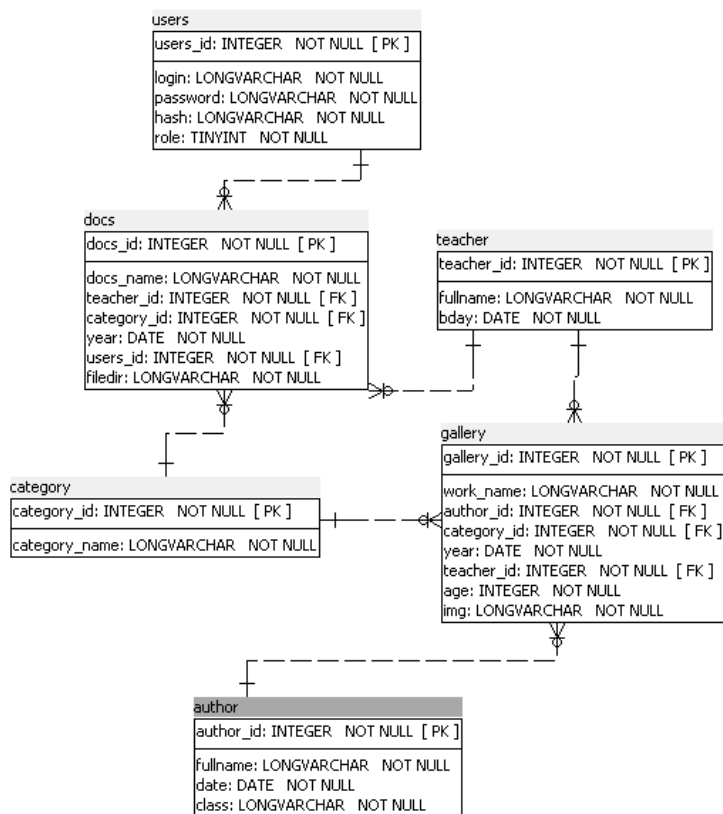 users
users_id: INTEGER NOT NULL [ PK ]
login: LONGVARCHAR NOT NULL
password: LONGVARCHAR NOT NULL
hash: LONGVARCHAR NOT NULL
role: TINYINT NOT NULL
docs
docs_id: INTEGER NOT NULL [ PK ]
docs_name: LONGVARCHAR NOT NULL
teacher_id: INTEGER NOT NULL [ FK ]
category_id: INTEGER NOT NULL [ FK ]
year: DATE NOT NULL
users_id: INTEGER NOT NULL [ FK ]
filedir: LONGVARCHAR NOT NULL
teacher
teacher_id: INTEGER NOT NULL [ PK ]
fullname: LONGVARCHAR NOT NULL
bday: DATE NOT NULL
gallery
gallery_id: INTEGER NOT NULL [ PK ]
work_name: LONGVARCHAR NOT NULL
author_id: INTEGER NOT NULL [ FK ]
category_id: INTEGER NOT NULL [ FK ]
year: DATE NOT NULL
teacher_id: INTEGER NOT NULL [ FK ]
age: INTEGER NOT NULL
img: LONGVARCHAR NOT NULL
category
category_id: INTEGER NOT NULL [ PK ]
category_name: LONGVARCHAR NOT NULL
author
author_id: INTEGER NOT NULL [ PK ]
fullname: LONGVARCHAR NOT NULL
date: DATE NOT NULL
class: LONGVARCHAR NOT NULL